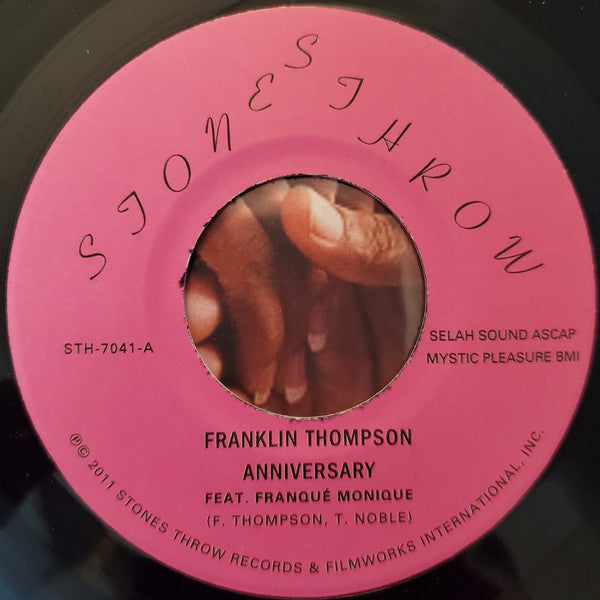 STONES THROW
STH-7041-A
SELAH SOUND ASCAP
MYSTIC PLEASURE BMI
FRANKLIN THOMPSON
ANNIVERSARY
FEAT. FRANQUÉ MONIQUE
(F. THOMPSON, T. NOBLE)
℗© 2011 STONES THROW RECORDS & FILMWORKS INTERNATIONAL, INC.